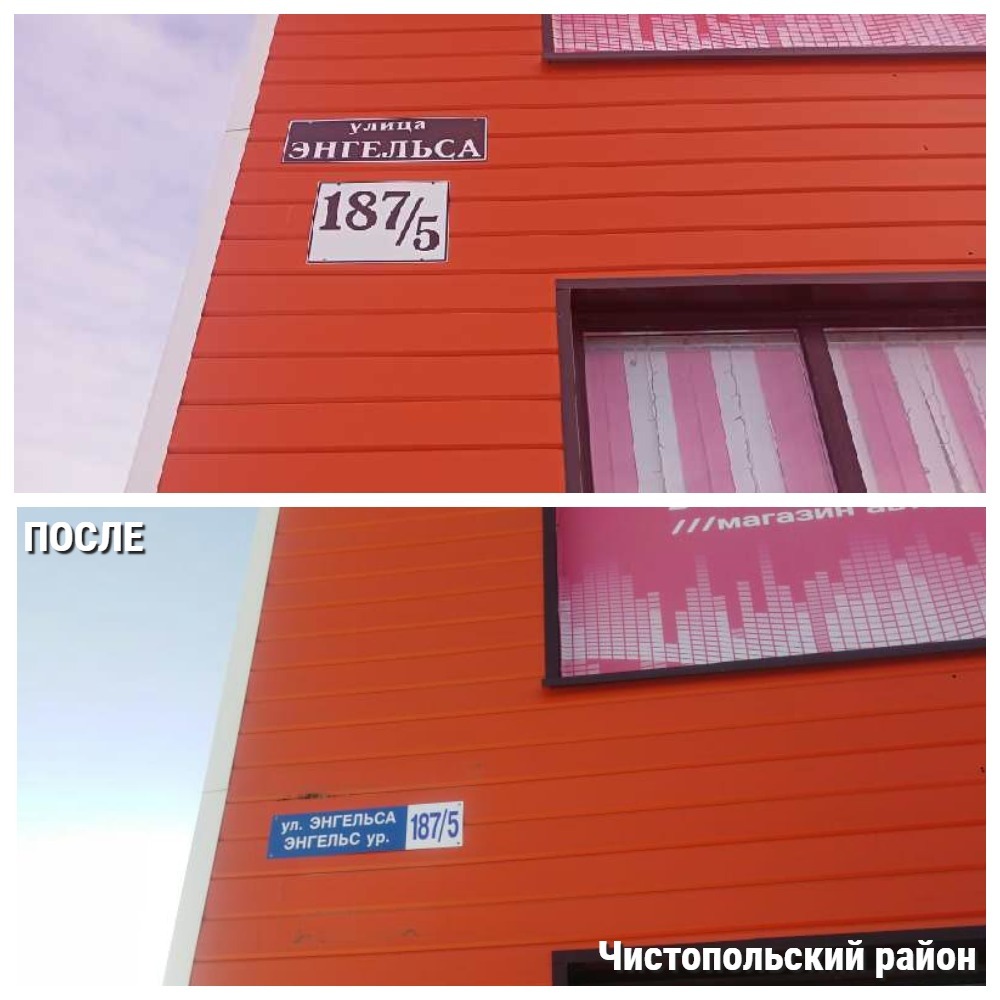 улица
ЭНГЕЛЬСА
187/5
ПОСЛЕ
///магазин
ул. ЭНГЕЛЬСА
ЭНГЕЛЬС ур.
187/5
Чистопольский район